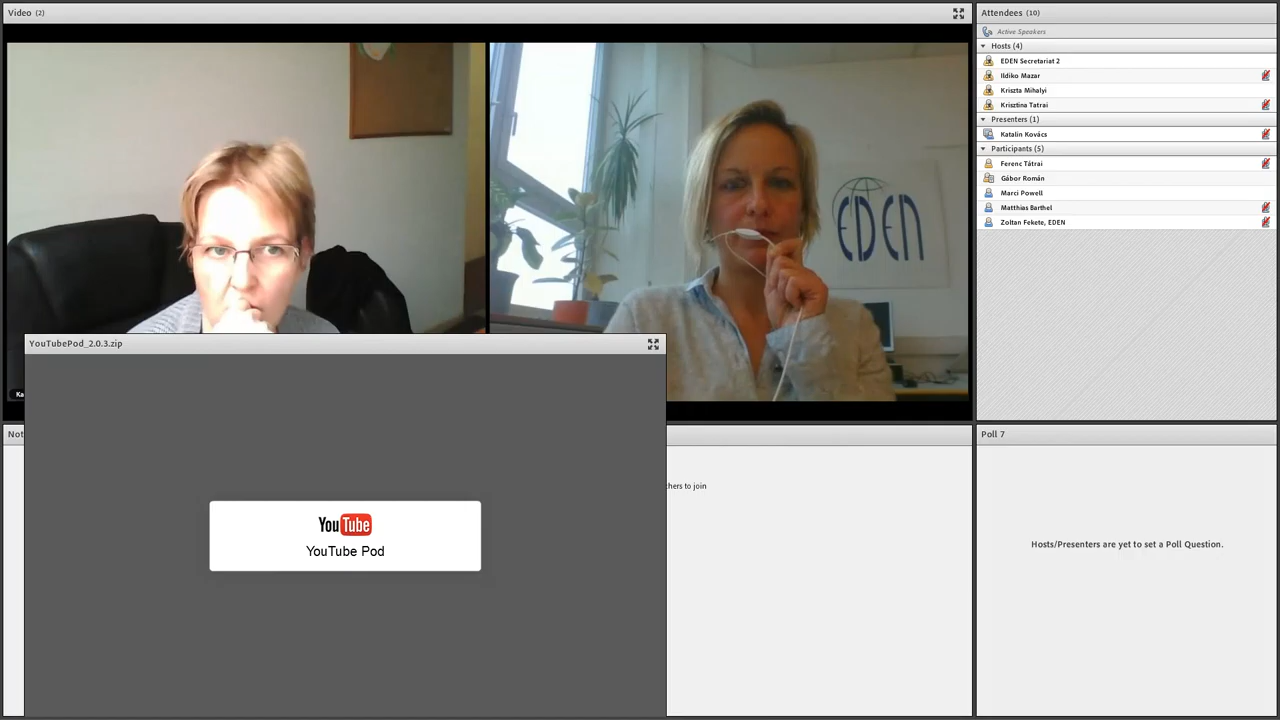 Video (2)
Attendees (10)
Active Speakers
Hosts (4)
EDEN Secretariat 2
Ildiko Mazar
Kriszta Mihalyi
Krisztina Tatrai
Presenters (1)
Katalin Kovács
Participants (5)
Ferenc Tátrai
Gábor Román
Marci Powell
Matthias Barthel
Zoltan Fekete, EDEN
EDEN
YouTubePod_2.0.3.zip
Ka
Not
hers to join
YouTube
YouTube Pod
Poll 7
Hosts/Presenters are yet to set a Poll Question.